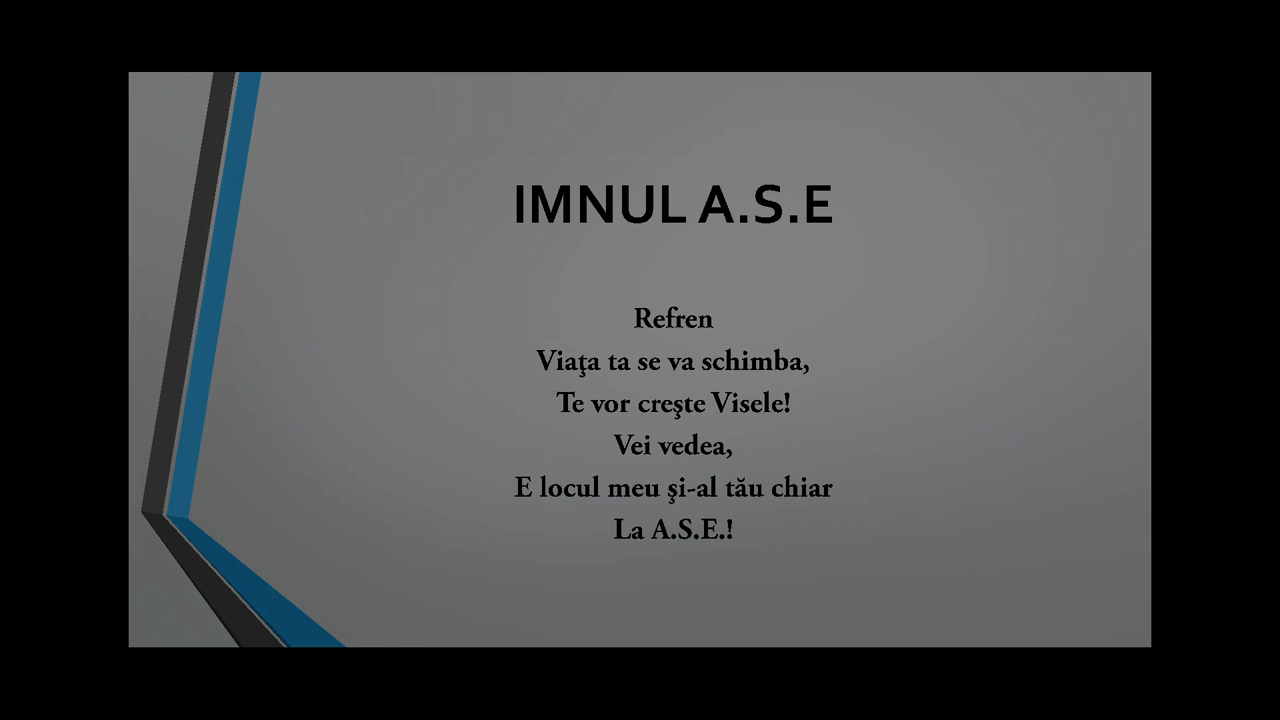 IMNUL A.S.E
Refren
Viaţa ta se va schimba,
Te vor creşte Visele!
Vei vedea,
E locul meu şi-al tău chiar
La A.S.E.!